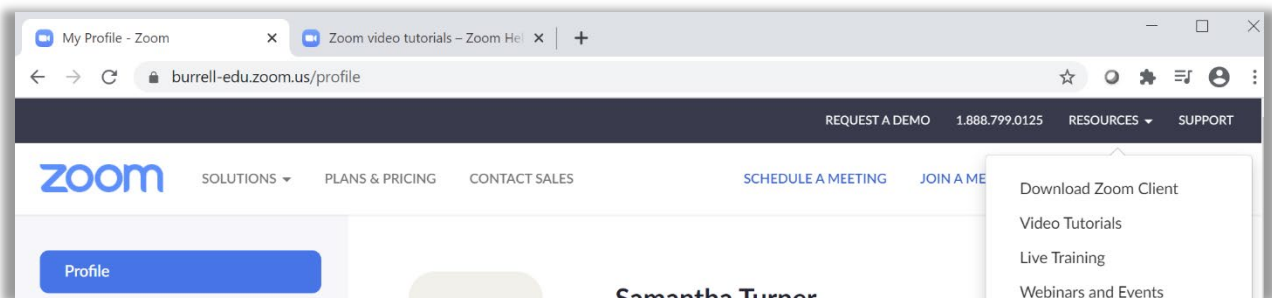 My Profile - Zoom
Zoom video tutorials – Zoom Hel
burrell-edu.zoom.us/profile
REQUEST A DEMO 1.888.799.0125 RESOURCES SUPPORT
zoom SOLUTIONS PLANS & PRICING CONTACT SALES SCHEDULE A MEETING JOIN A ME
Download Zoom Client
Video Tutorials
Live Training
Webinars and Events
Profile
Samantha Turner